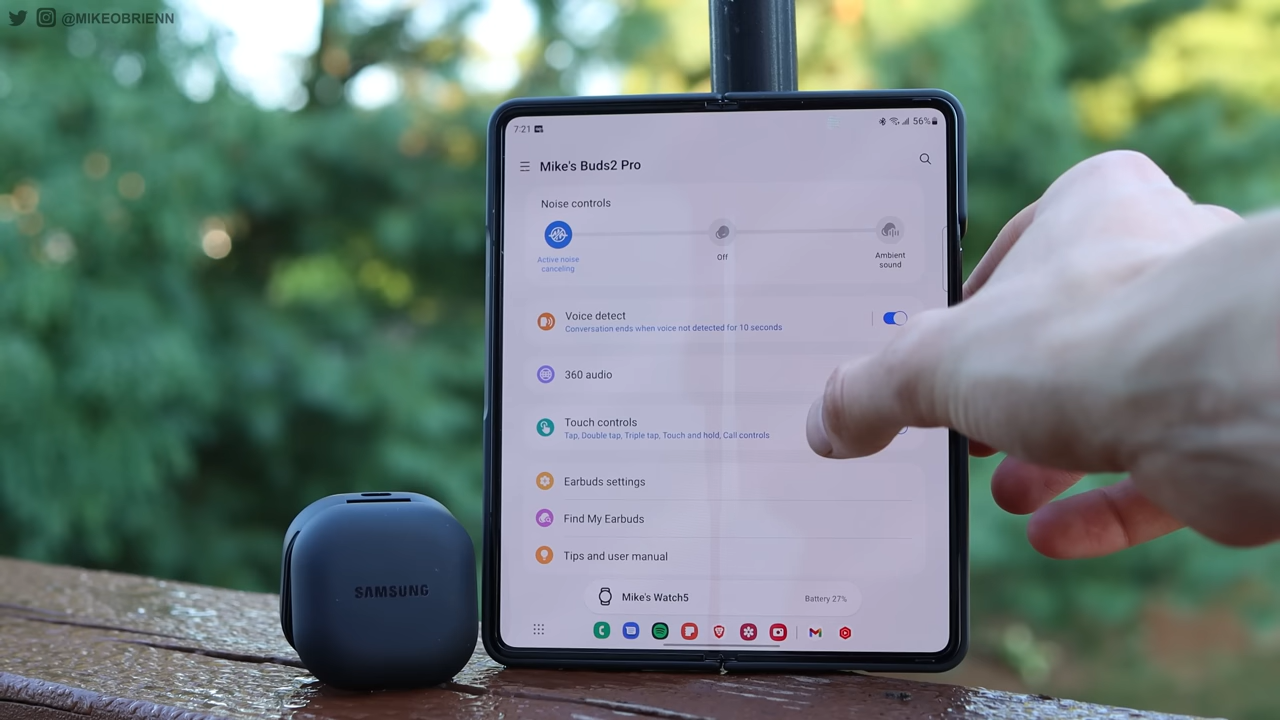 @MIKEOBRIENN
7:21
56%
Mike's Buds2 Pro
Noise controls
Active noise
canceling
Off
Ambient
sound
Voice detect
Conversation ends when voice not detected for 10 seconds
360 audio
Touch controls
Tap, Double tap, Triple tap, Touch and hold, Call controls
Earbuds settings
Find My Earbuds
Tips and user manual
Mike's Watch5
Battery 27%
SAMSUNG